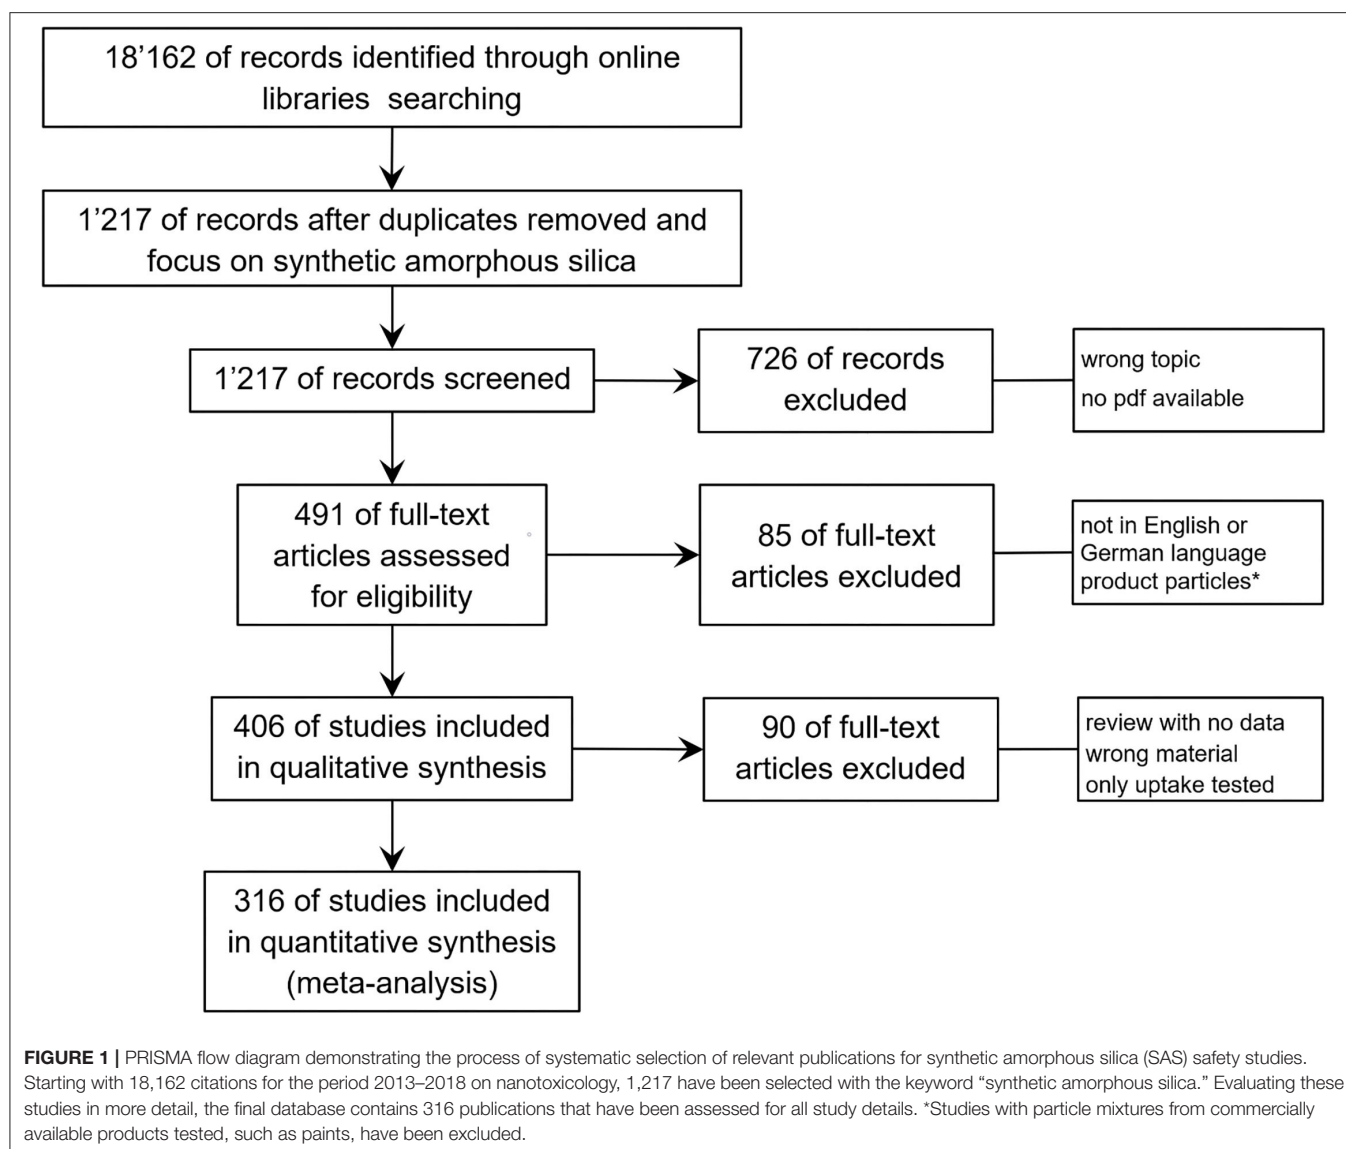 18’162 of records identified through online
libraries searching
1’217 of records after duplicates removed and
focus on synthetic amorphous silica
1’217 of records screened
726 of records
excluded
wrong topic
no pdf available
491 of full-text
articles assessed
for eligibility
85 of full-text
articles excluded
not in English or
German language
product particles*
406 of studies included
in qualitative synthesis
90 of full-text
articles excluded
review with no data
wrong material
only uptake tested
316 of studies included
in quantitative synthesis
(meta-analysis)
FIGURE 1 | PRISMA flow diagram demonstrating the process of systematic selection of relevant publications for synthetic amorphous silica (SAS) safety studies.
Starting with 18,162 citations for the period 2013–2018 on nanotoxicology, 1,217 have been selected with the keyword “synthetic amorphous silica.” Evaluating these
studies in more detail, the final database contains 316 publications that have been assessed for all study details. *Studies with particle mixtures from commercially
available products tested, such as paints, have been excluded.